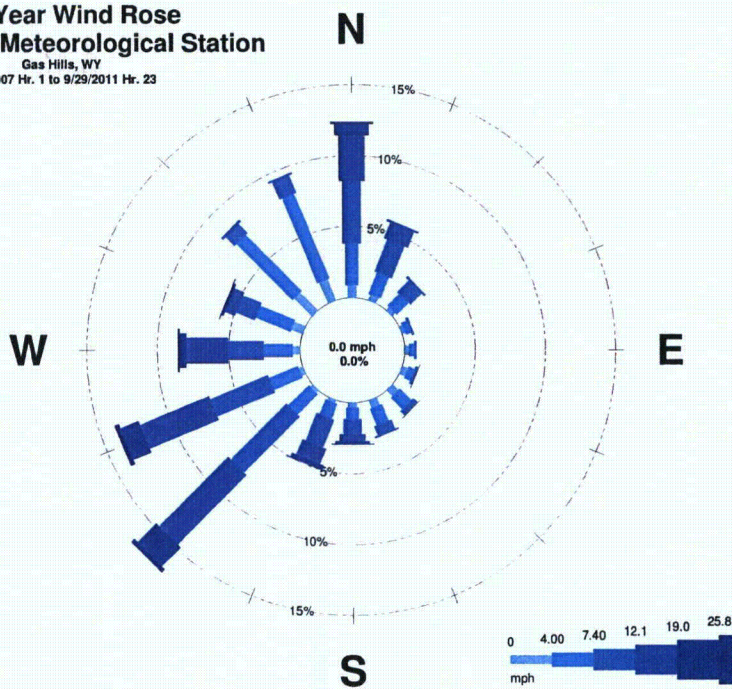 Year Wind Rose
Meteorological Station
Gas Hills, WY
07 Hr. 1 to 9/29/2011 Hr. 23
N
15%
10%
5%
W
0.0 mph
0.0%
E
5%
10%
15%
S
0 4.00 7.40 12.1 19.0 25.8
mph